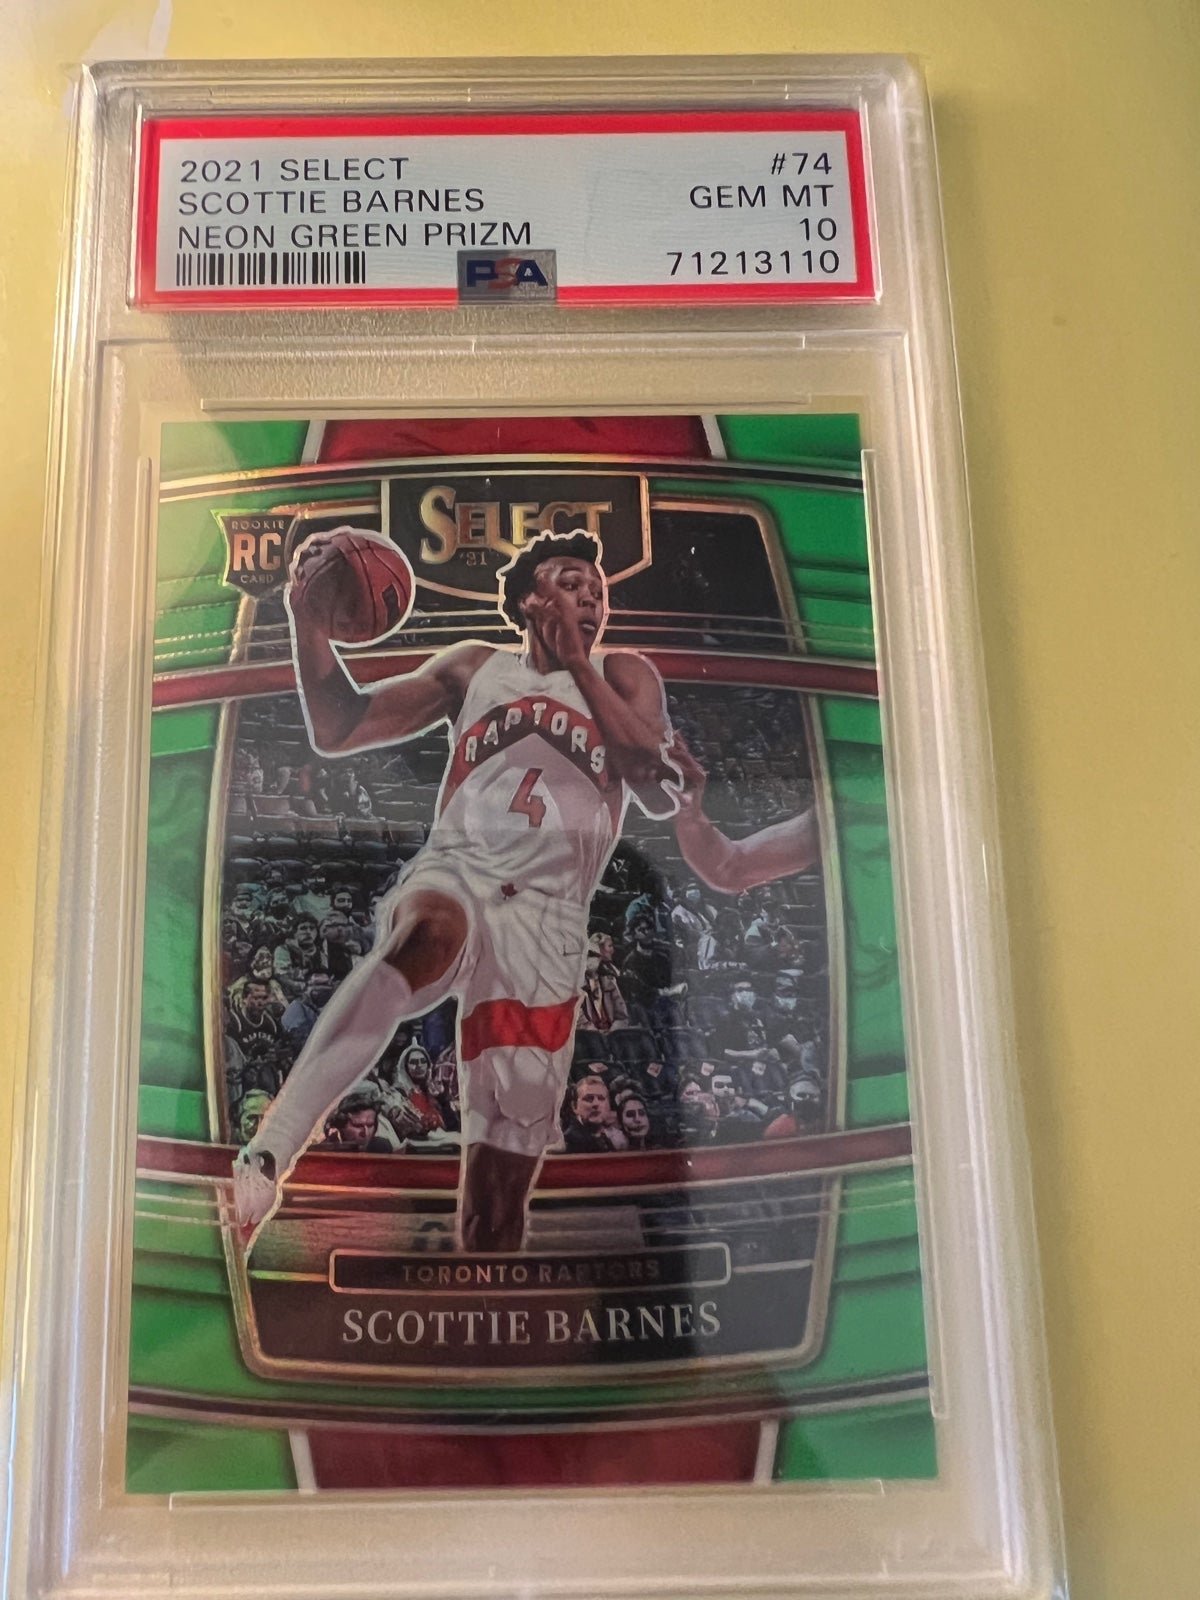 2021 SELECT #74
SCOTTIE BARNES GEM MT
NEON GREEN PRIZM 10
PSA 71213110
SELECT
'21
ROOKIE
RC
CARD
RAPTORS
4
TORONTO RAPTORS
SCOTTIE BARNES